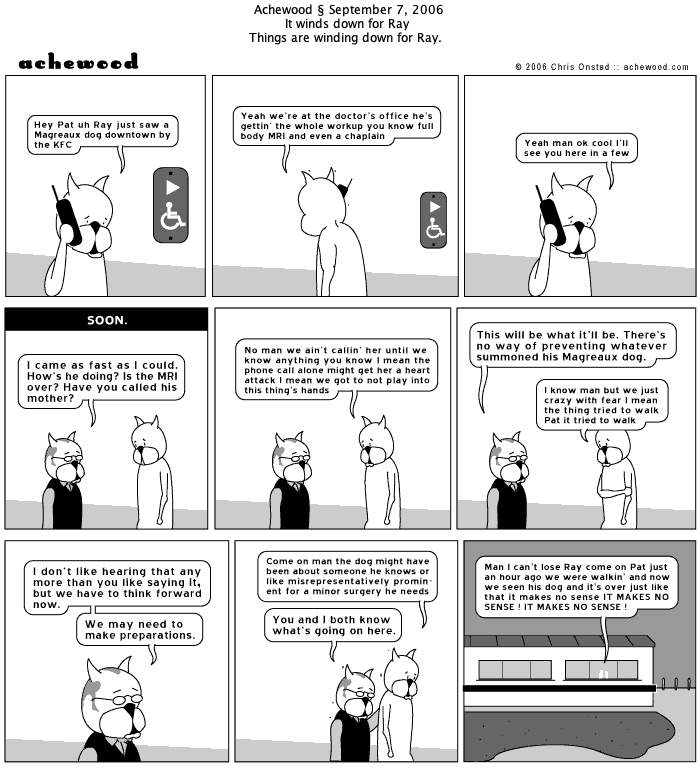 Achewood § September 7, 2006
It winds down for Ray
Things are winding down for Ray.
achewood
© 2006 Chris Onstad :: achewood.com
Hey Pat uh Ray just saw a
Magreaux dog downtown by
the KFC
Yeah we're at the doctor's office he's
gettin' the whole workup you know full
body MRI and even a chaplain
Yeah man ok cool I'll
see you here in a few
SOON.
I came as fast as I could.
How's he doing? Is the MRI
over? Have you called his
mother?
No man we ain't callin' her until we
know anything you know I mean the
phone call alone might get her a heart
attack I mean we got to not play into
this thing's hands
This will be what it'll be. There's
no way of preventing whatever
summoned his Magreaux dog.
I know man but we just
crazy with fear I mean
the thing tried to walk
Pat it tried to walk
I don't like hearing that any
more than you like saying it,
but we have to think forward
now.
We may need to
make preparations.
Come on man the dog might have
been about someone he knows or
like misrepresentatively promin-
ent for a minor surgery he needs
You and I both know
what's going on here.
Man I can't lose Ray come on Pat just
an hour ago we were walkin' and now
we seen his dog and it's over just like
that it makes no sense IT MAKES NO
SENSE ! IT MAKES NO SENSE !